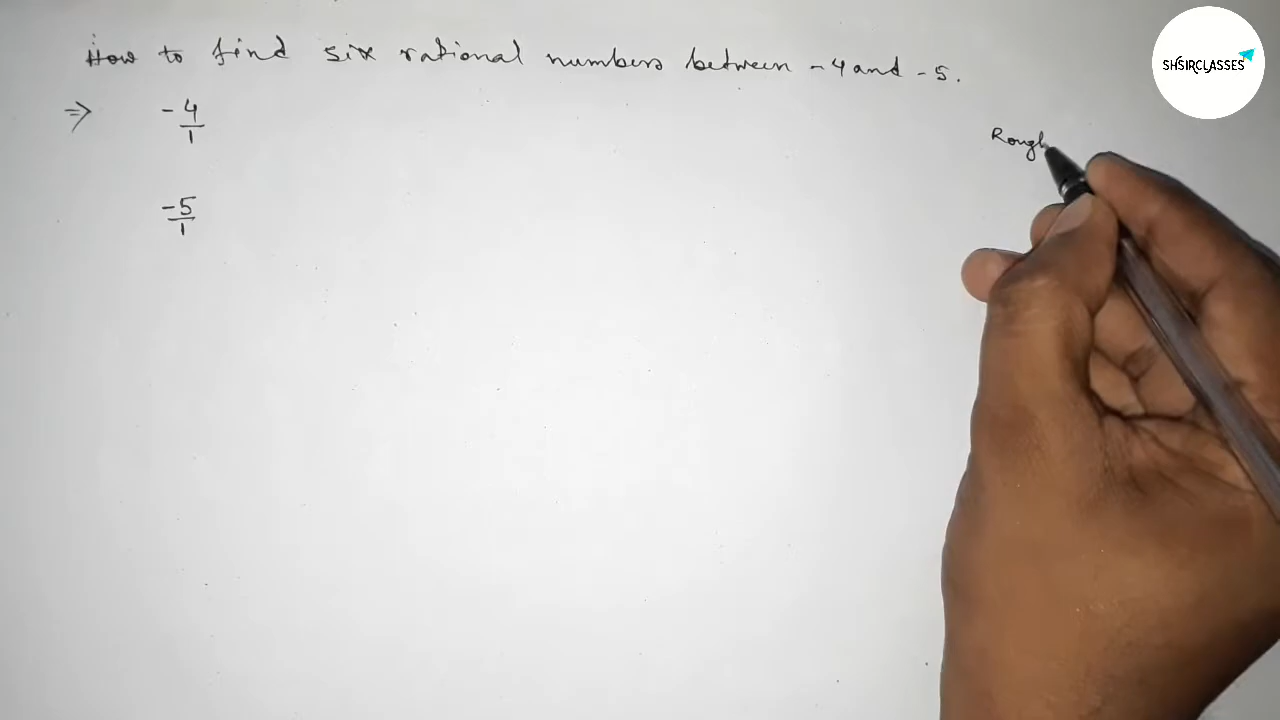 How to find six rational numbers between -4 and -5.
SHSIRCLASSES
⇒ -4/1
Rough
-5/1